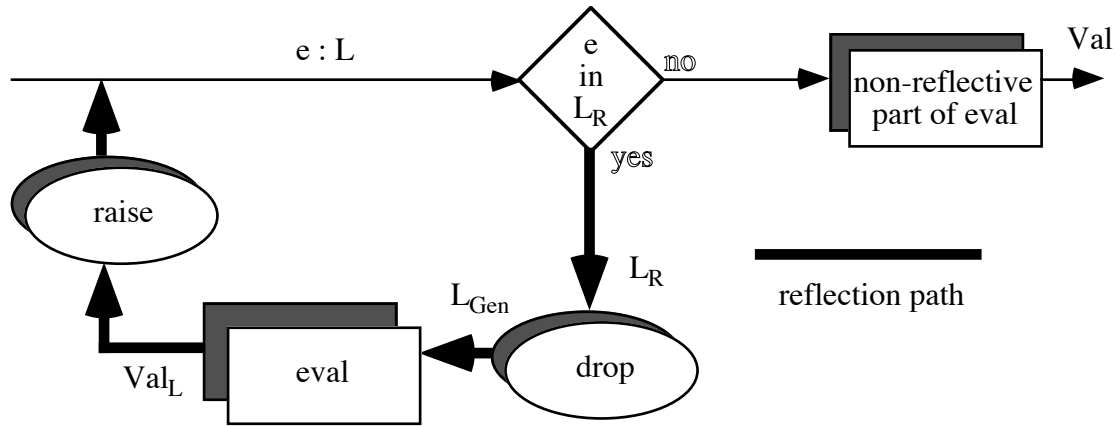 e : L
e
in
L_R
no
yes
non-reflective
part of eval
Val
raise
L_R
reflection path
L_Gen
drop
eval
Val_L